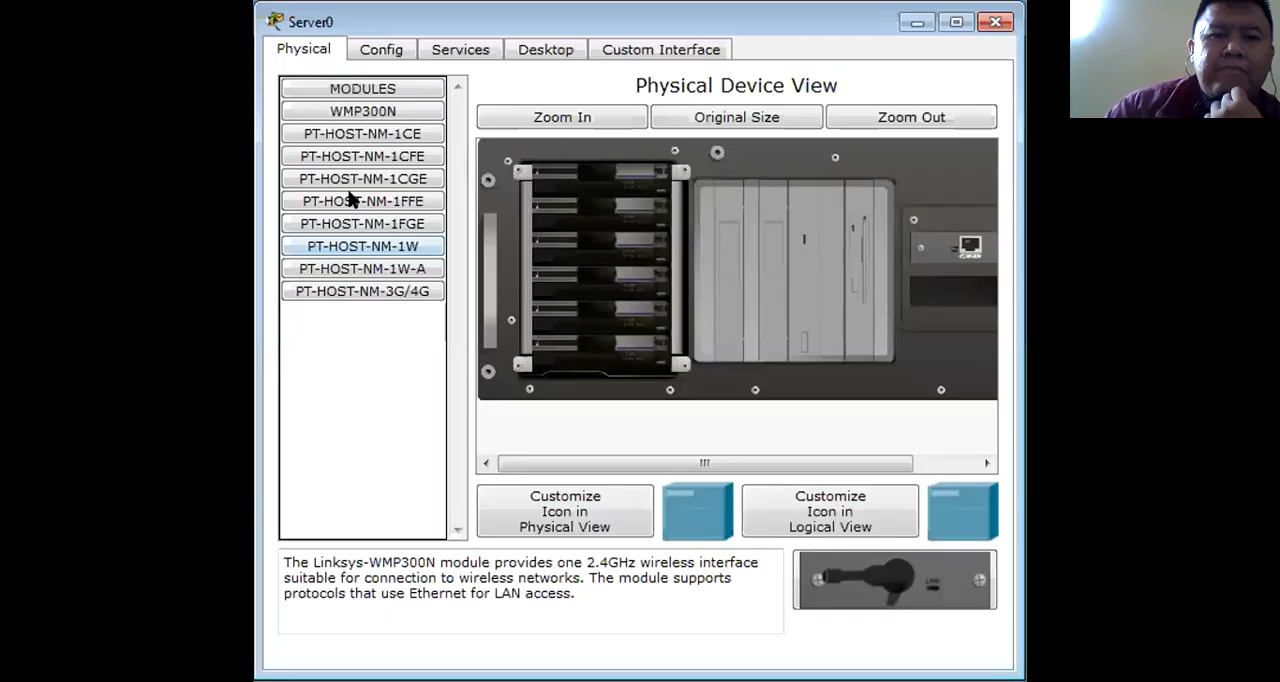 Server0
Physical
Config
Services
Desktop
Custom Interface
MODULES
WMP300N
PT-HOST-NM-1CE
PT-HOST-NM-1CFE
PT-HOST-NM-1CGE
PT-HOST-NM-1FFE
PT-HOST-NM-1FGE
PT-HOST-NM-1W
PT-HOST-NM-1W-A
PT-HOST-NM-3G/4G
Physical Device View
Zoom In
Original Size
Zoom Out
Customize
Icon in
Physical View
Customize
Icon in
Logical View
The Linksys-WMP300N module provides one 2.4GHz wireless interface
suitable for connection to wireless networks. The module supports
protocols that use Ethernet for LAN access.